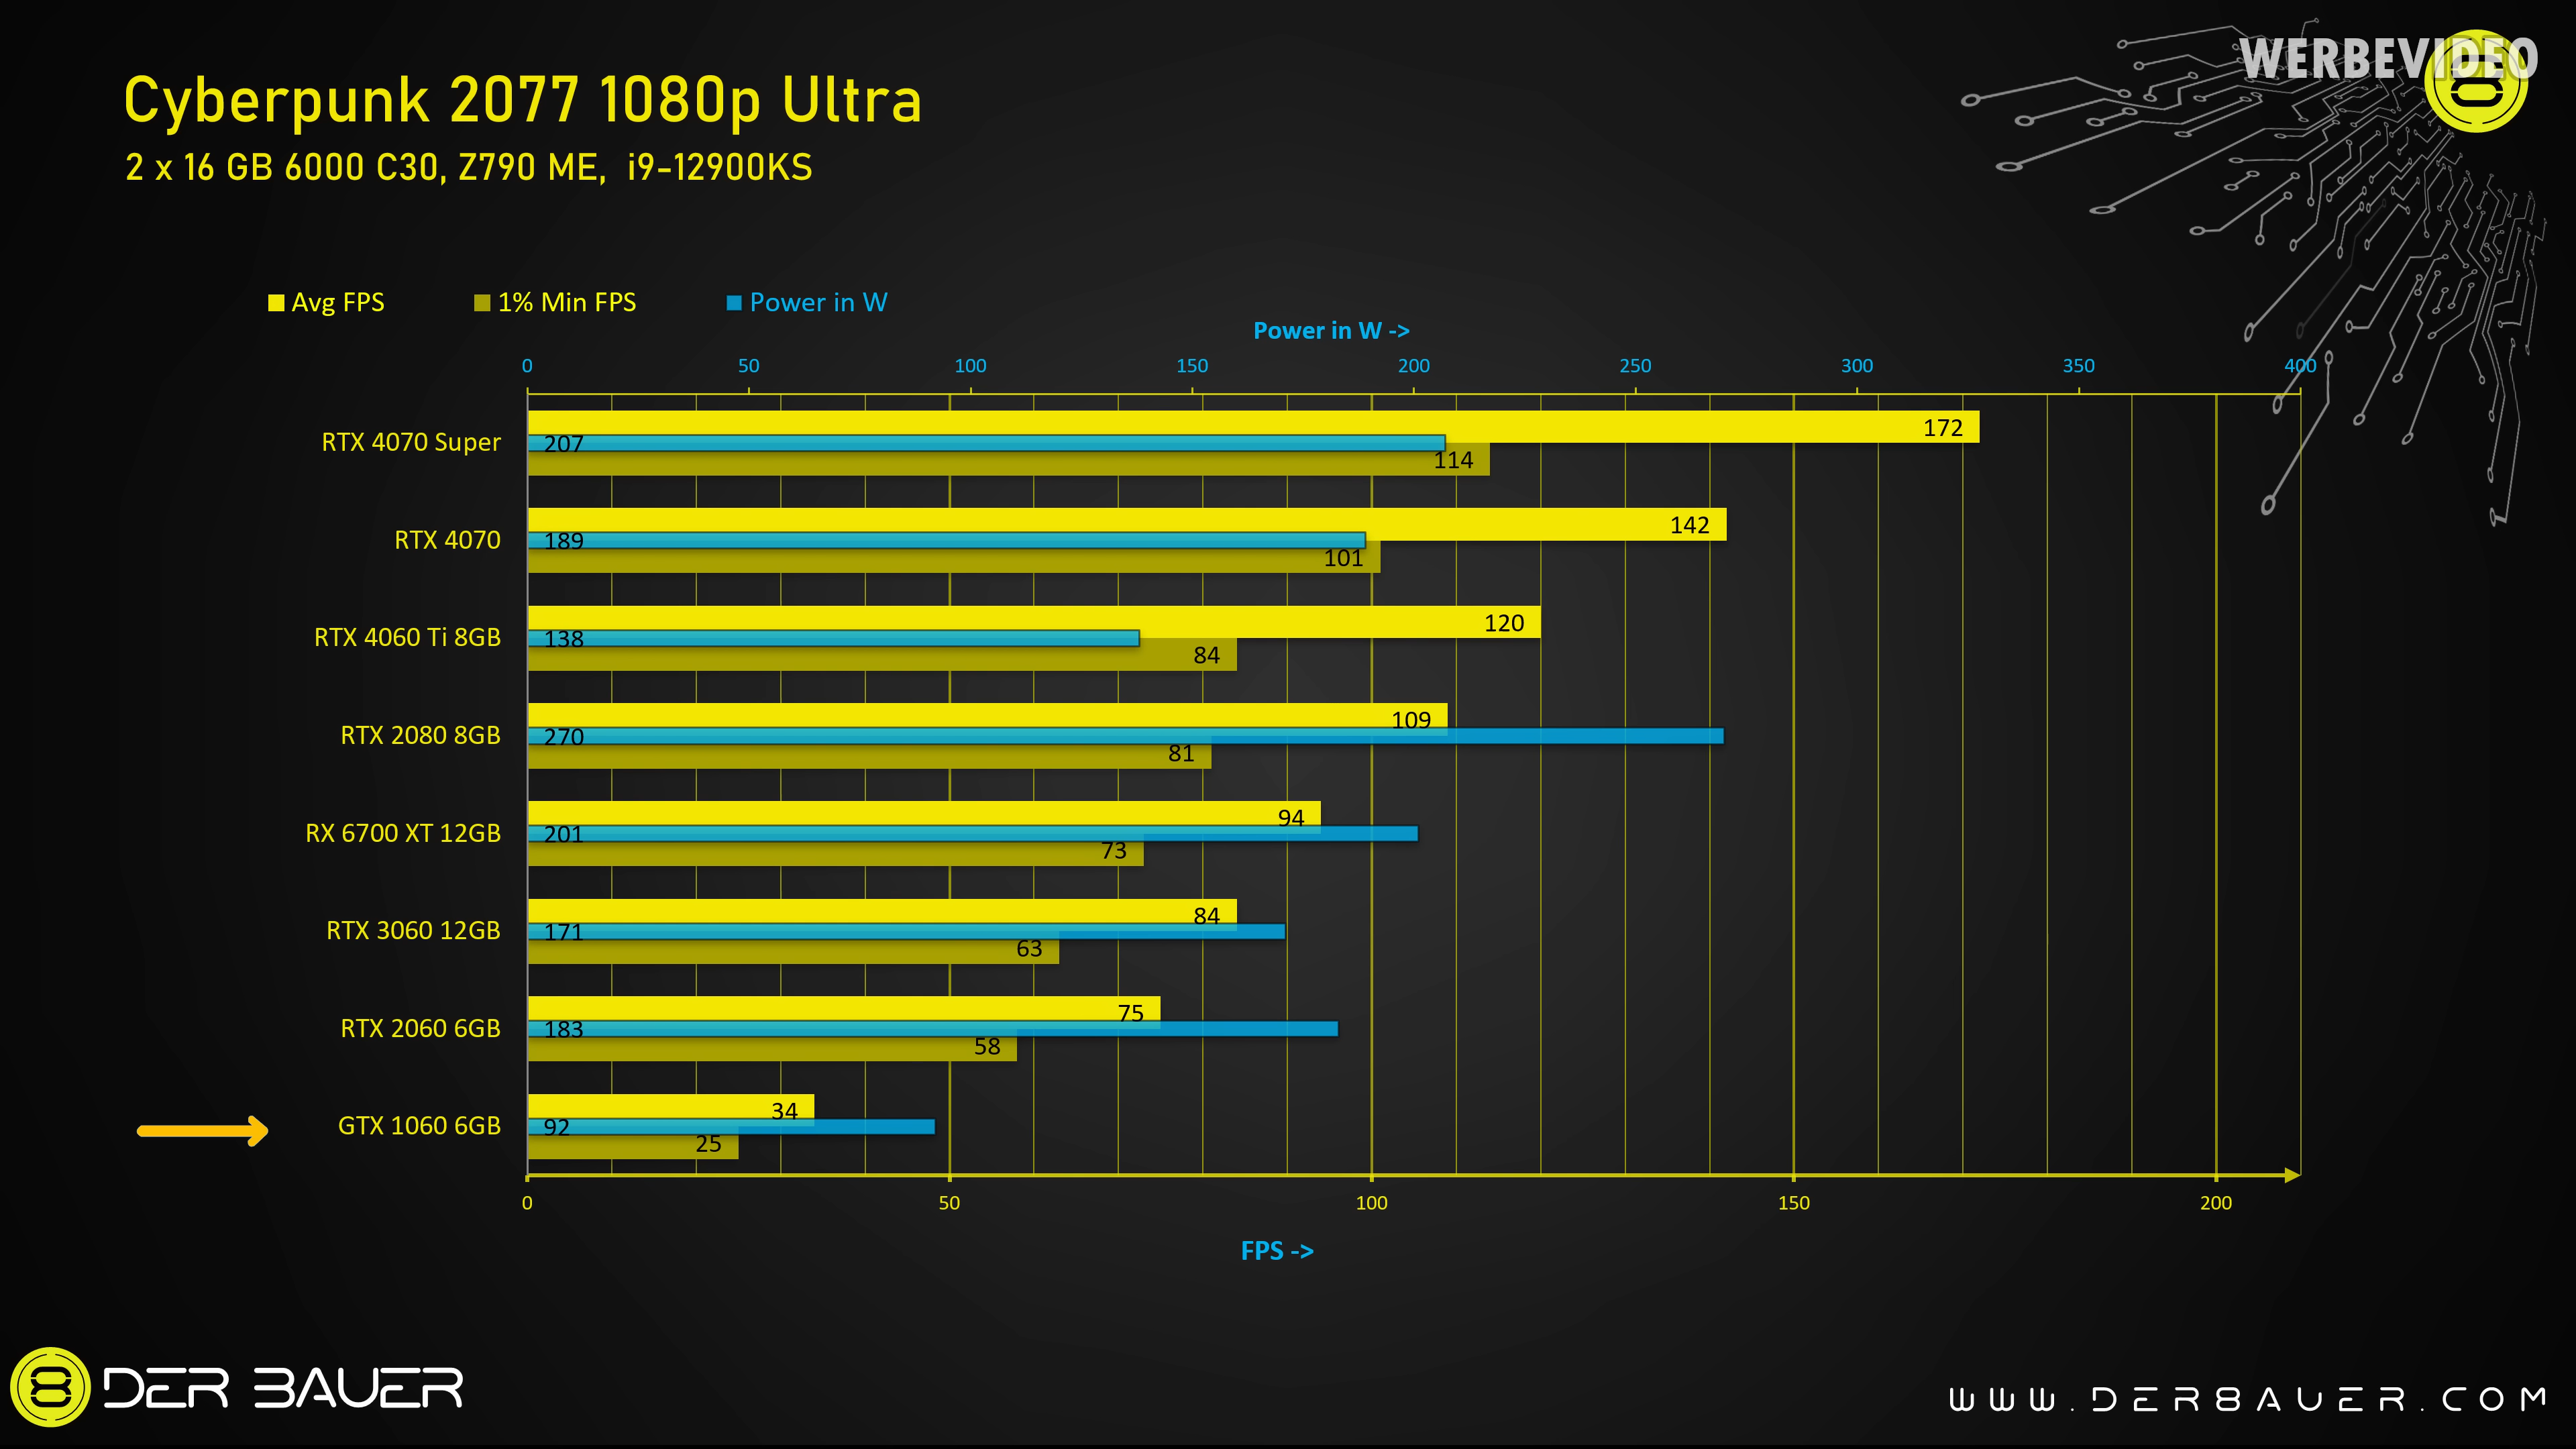 WERBEVIDEO
Cyberpunk 2077 1080p Ultra
2 x 16 GB 6000 C30, Z790 ME, i9-12900KS
Avg FPS 1% Min FPS Power in W
Power in W ->
0 50 100 150 200 250 300 350 400
RTX 4070 Super 207 172 114
RTX 4070 189 142 101
RTX 4060 Ti 8GB 138 120 84
RTX 2080 8GB 270 109 81
RX 6700 XT 12GB 201 94 73
RTX 3060 12GB 171 84 63
RTX 2060 6GB 183 75 58
GTX 1060 6GB 92 34 25
0 50 100 150 200
FPS ->
DER 8AUER
WWW.DER8AUER.COM